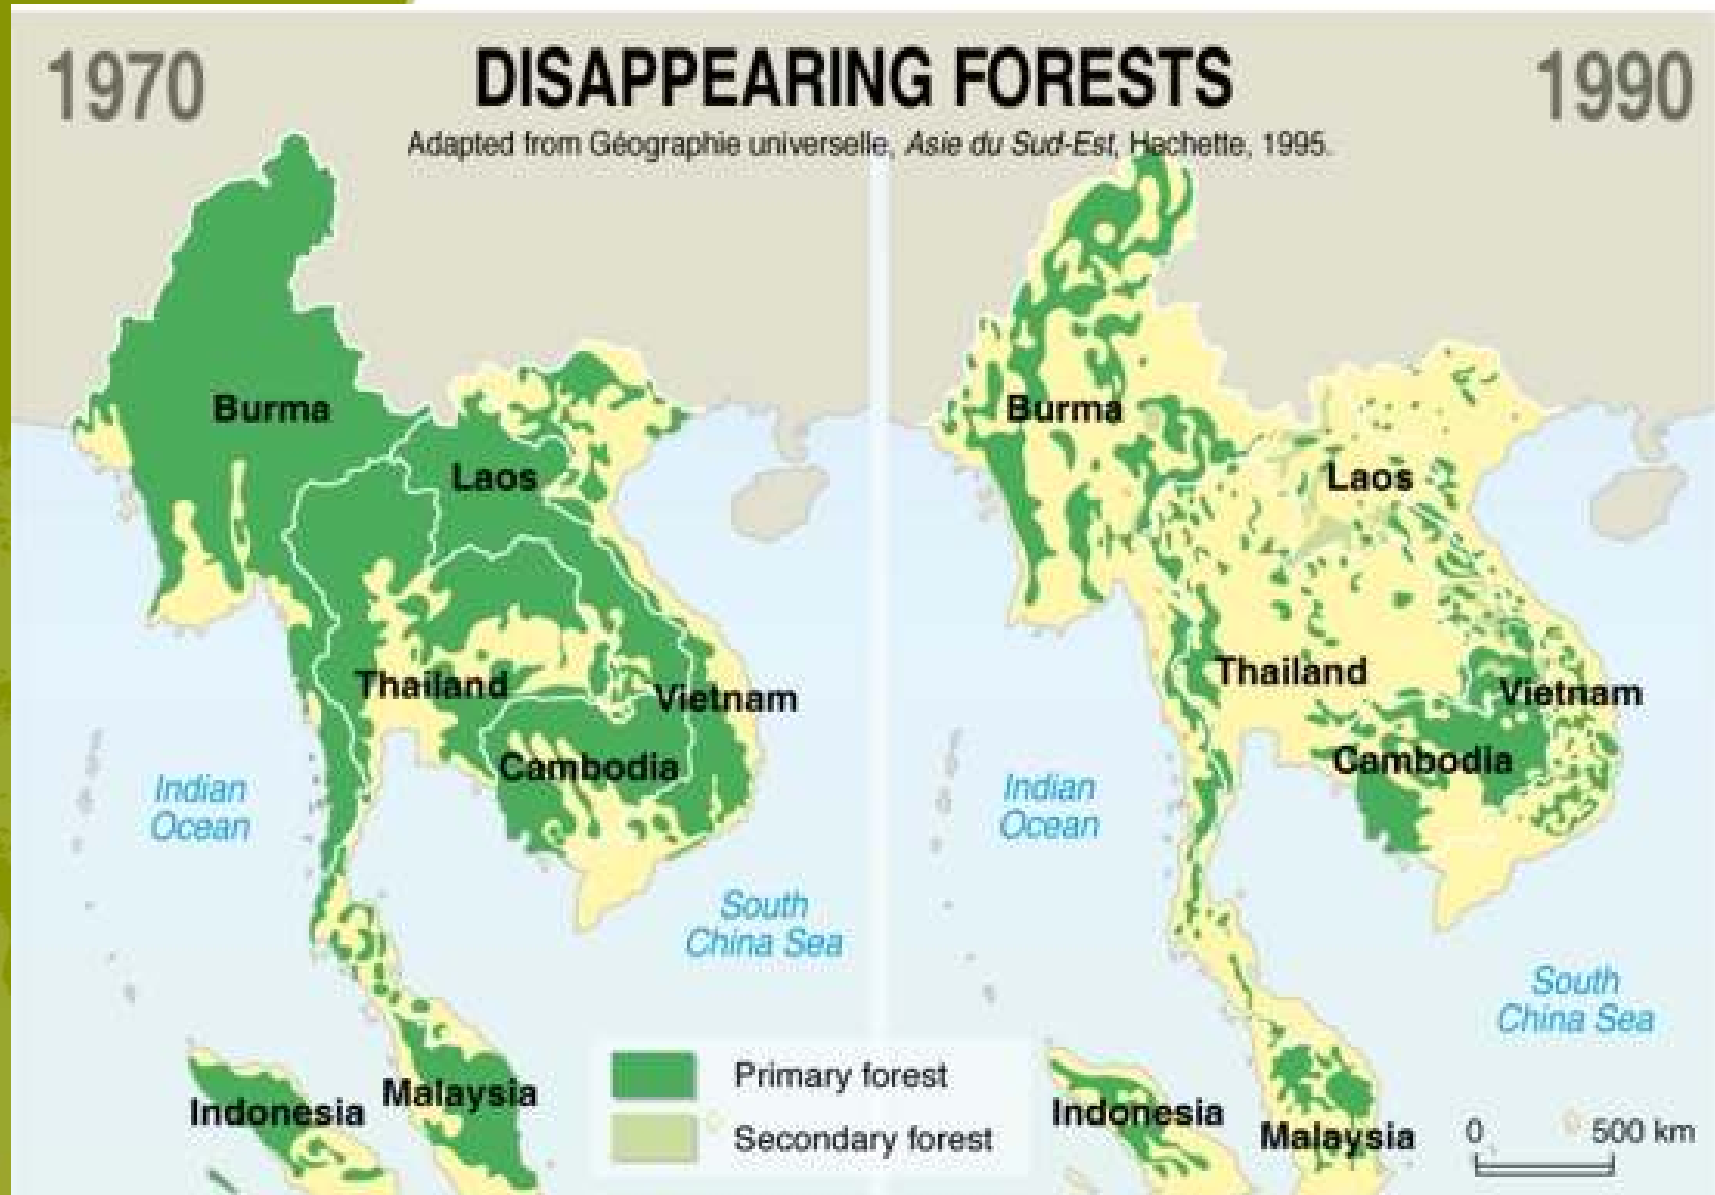 1970
DISAPPEARING FORESTS
1990
Adapted from Géographie universelle, Asie du Sud-Est, Hachette, 1995.
Burma
Laos
Thailand
Vietnam
Cambodia
Indian
Ocean
South
China Sea
Malaysia
Indonesia
Burma
Laos
Thailand
Vietnam
Cambodia
Indian
Ocean
South
China Sea
Indonesia
Malaysia
Primary forest
Secondary forest
0 500 km